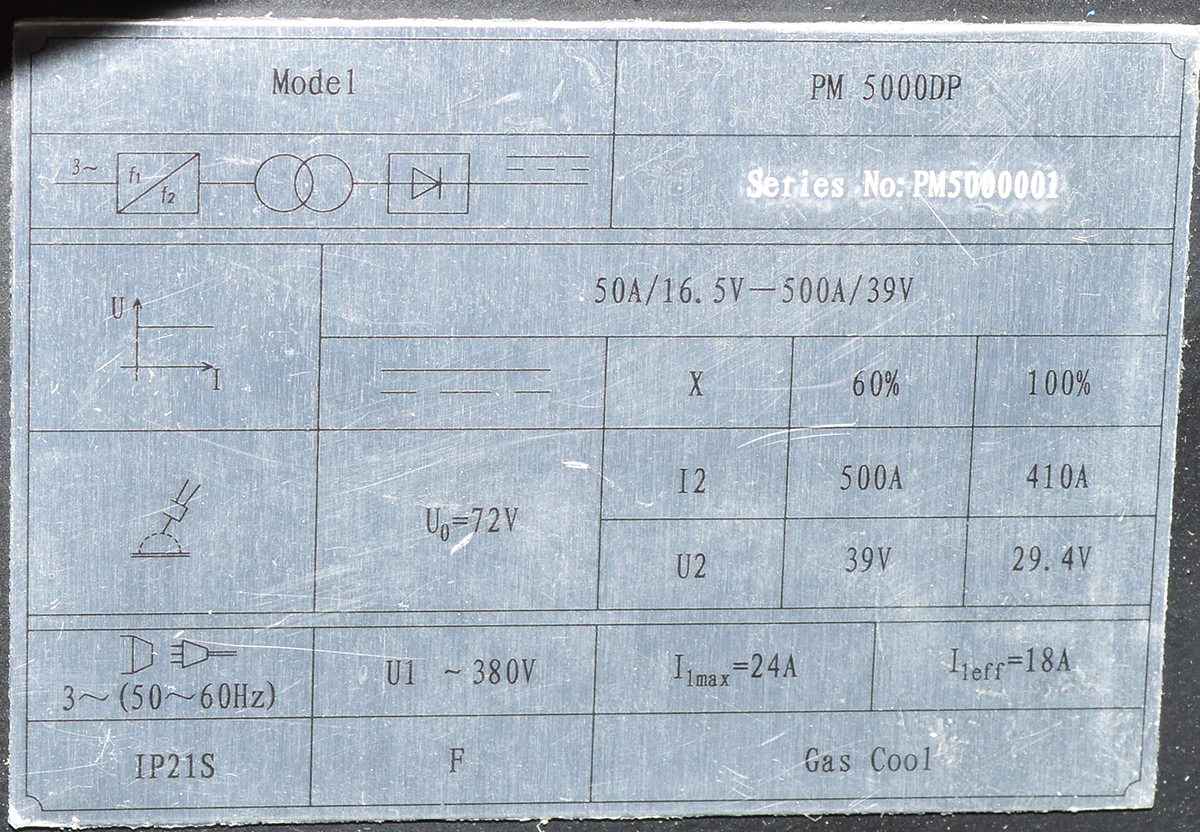 Model
PM 5000DP
3~
f1
f2
Series No:PM5000001
U
I
50A/16.5V—500A/39V
X
60%
100%
U0=72V
I2
500A
410A
U2
39V
29.4V
3~(50~60Hz)
U1 ~380V
I1max=24A
I1eff=18A
IP21S
F
Gas Cool